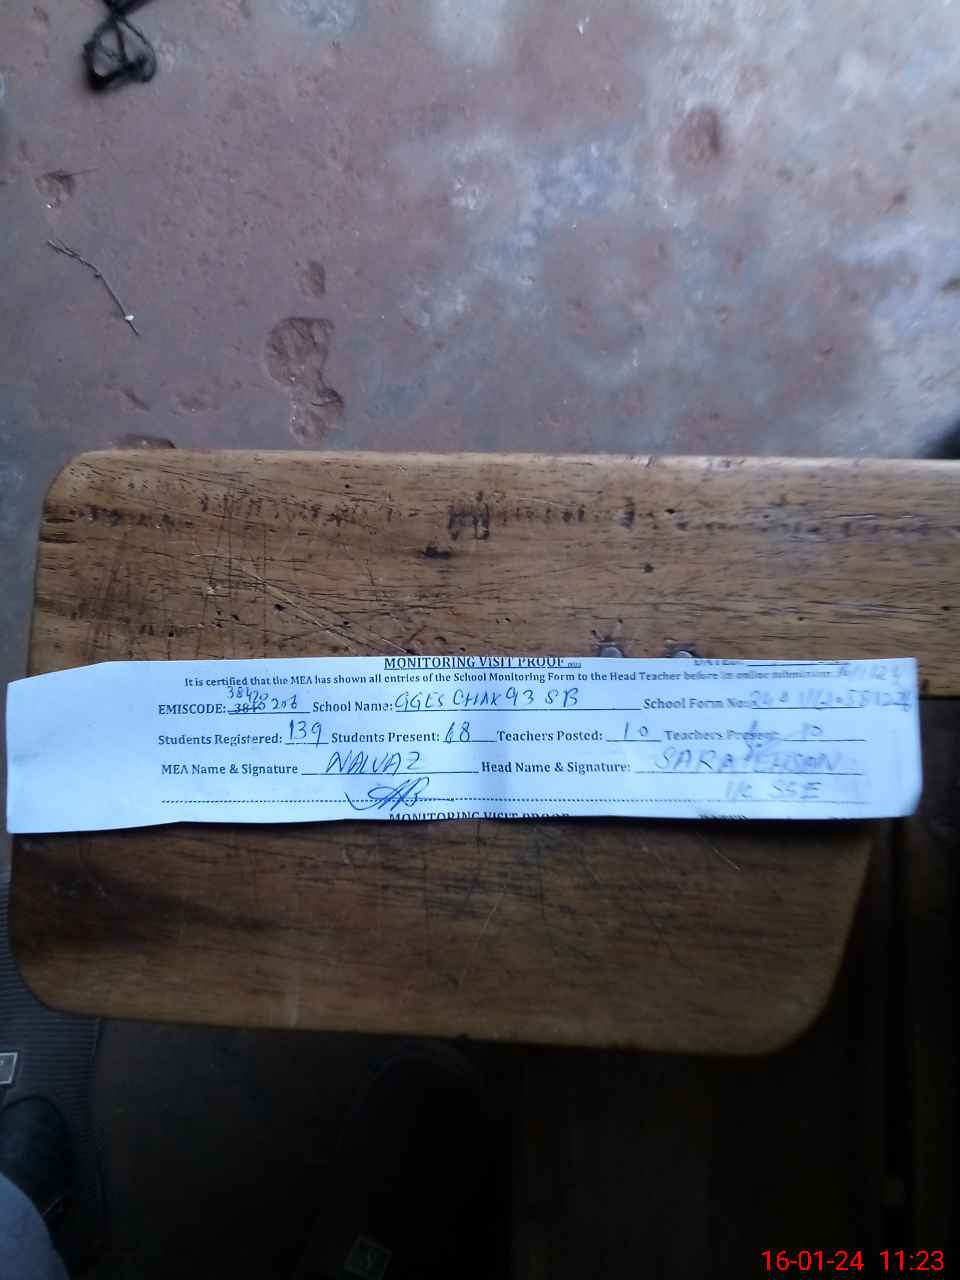 MONITORING VISIT PROOF
It is certified that the MEA has shown all entries of the School Monitoring Form to the Head Teacher before its online submission.
EMISCODE: 38420206 School Name: GGES CHAK 93 SB School Form No:
Students Registered: 139 Students Present: 68 Teachers Posted: 10 Teachers Present: 10
MEA Name & Signature NAWAZ Head Name & Signature: SARA EHSAN
I/C SSE
MONITORING VISIT PROOF
16-01-24 11:23